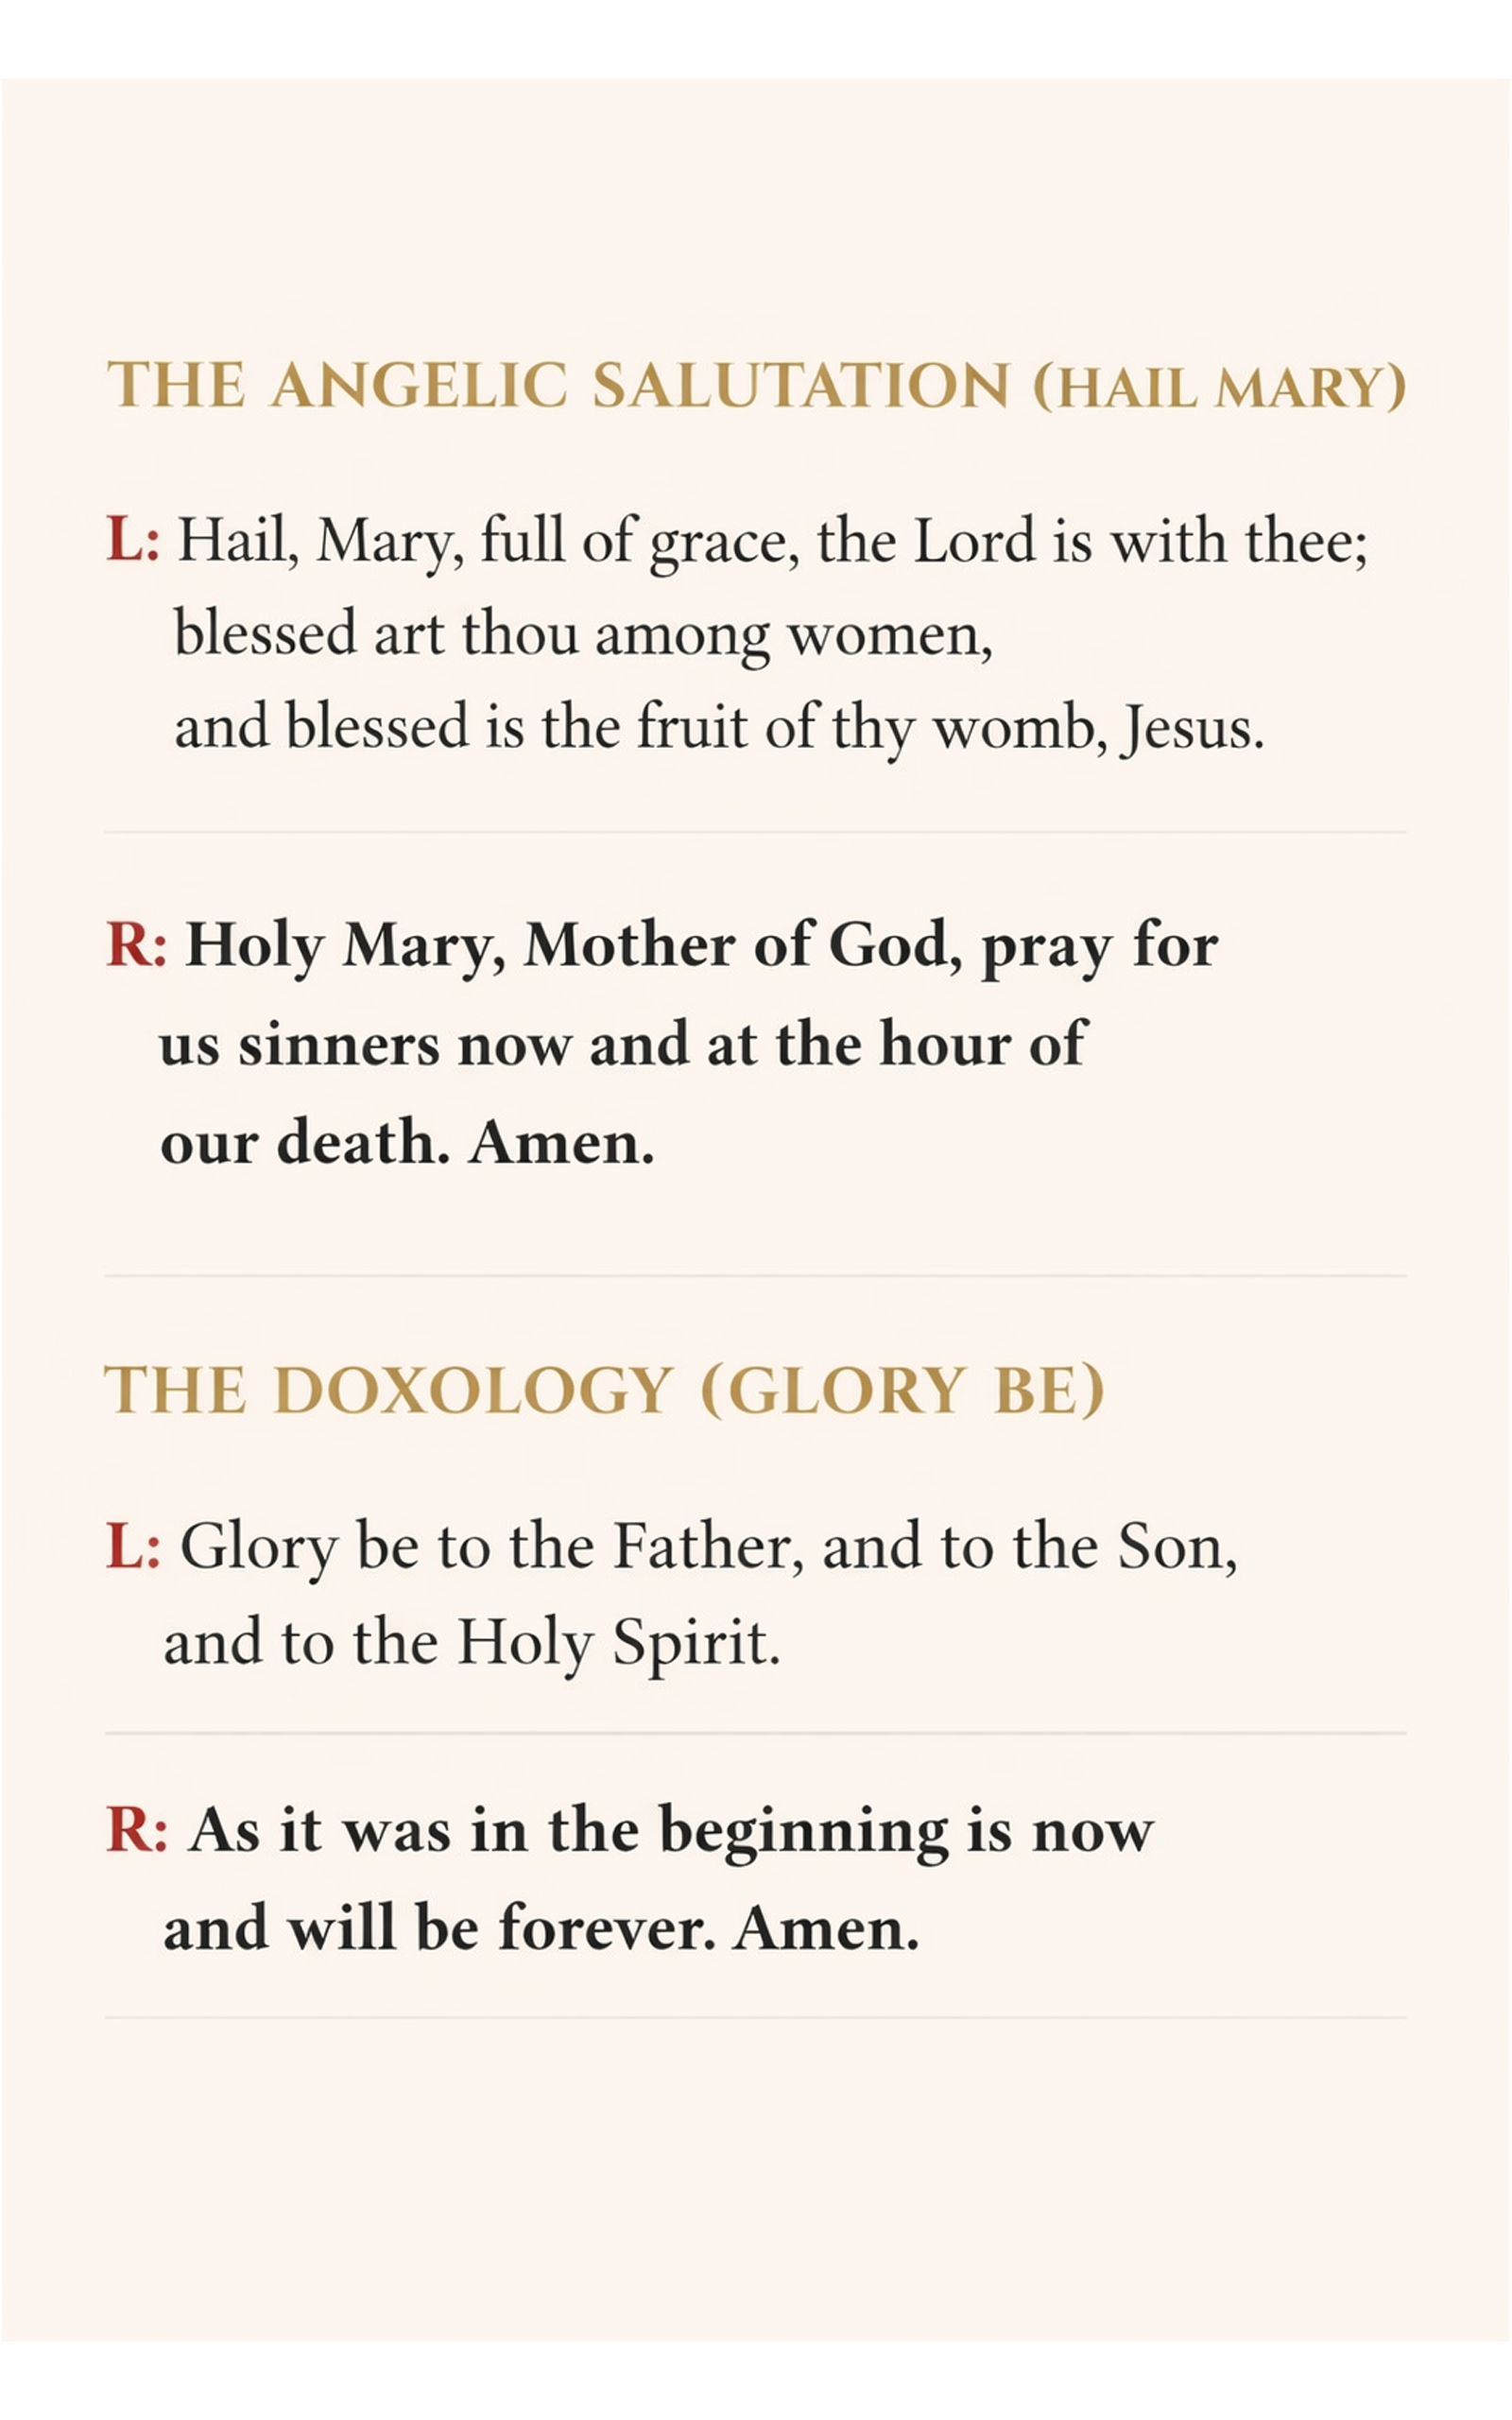 THE ANGELIC SALUTATION (HAIL MARY)
L: Hail, Mary, full of grace, the Lord is with thee;
blessed art thou among women,
and blessed is the fruit of thy womb, Jesus.
R: Holy Mary, Mother of God, pray for
us sinners now and at the hour of
our death. Amen.
THE DOXOLOGY (GLORY BE)
L: Glory be to the Father, and to the Son,
and to the Holy Spirit.
R: As it was in the beginning is now
and will be forever. Amen.